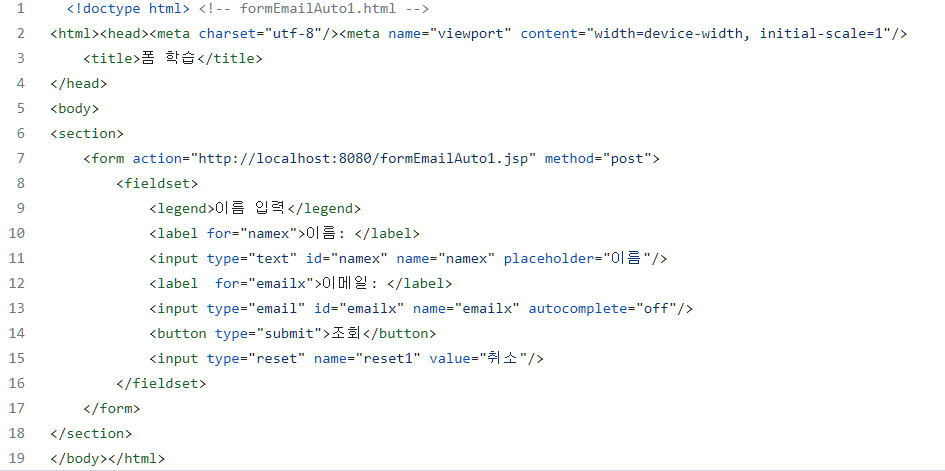 1 <!doctype html> <!-- formEmailAuto1.html -->
2 <html><head><meta charset="utf-8"/><meta name="viewport" content="width=device-width, initial-scale=1"/>
3 <title>폼 학습</title>
4 </head>
5 <body>
6 <section>
7 <form action="http://localhost:8080/formEmailAuto1.jsp" method="post">
8 <fieldset>
9 <legend>이름 입력</legend>
10 <label for="namex">이름: </label>
11 <input type="text" id="namex" name="namex" placeholder="이름"/>
12 <label  for="emailx">이메일: </label>
13 <input type="email" id="emailx" name="emailx" autocomplete="off"/>
14 <button type="submit">조회</button>
15 <input type="reset" name="reset1" value="취소"/>
16 </fieldset>
17 </form>
18 </section>
19 </body></html>